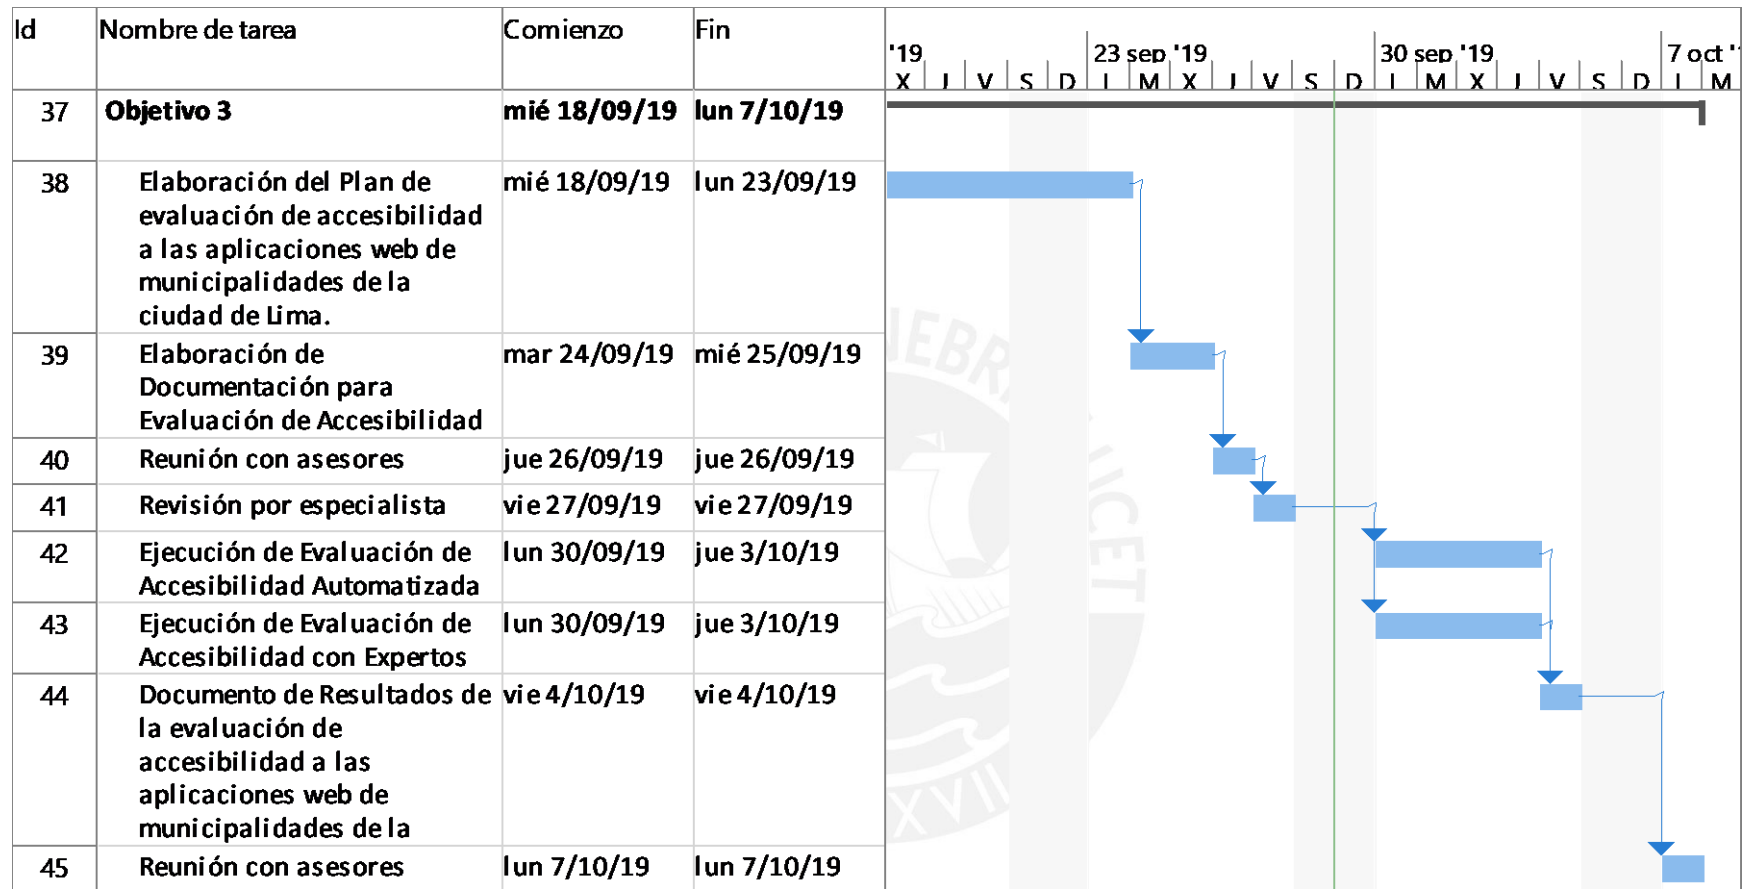 Id Nombre de tarea Comienzo Fin
'19 23 sep '19 30 sep '19 7 oct '
X J V S D L M X J V S D L M X J V S D L M
37 Objetivo 3 mié 18/09/19 lun 7/10/19
38 Elaboración del Plan de mié 18/09/19 lun 23/09/19
evaluación de accesibilidad
a las aplicaciones web de
municipalidades de la
ciudad de Lima.
39 Elaboración de mar 24/09/19 mié 25/09/19
Documentación para
Evaluación de Accesibilidad
40 Reunión con asesores jue 26/09/19 jue 26/09/19
41 Revisión por especialista vie 27/09/19 vie 27/09/19
42 Ejecución de Evaluación de lun 30/09/19 jue 3/10/19
Accesibilidad Automatizada
43 Ejecución de Evaluación de lun 30/09/19 jue 3/10/19
Accesibilidad con Expertos
44 Documento de Resultados de vie 4/10/19 vie 4/10/19
la evaluación de
accesibilidad a las
aplicaciones web de
municipalidades de la
45 Reunión con asesores lun 7/10/19 lun 7/10/19